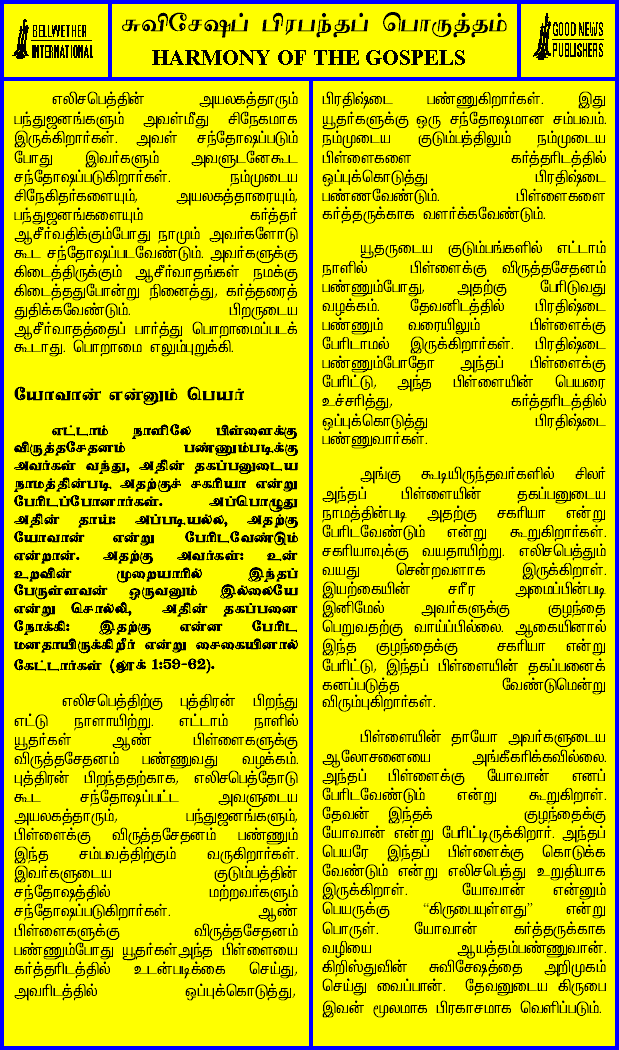 BELLWETHER
INTERNATIONAL
சுவிசேஷப் பிரபந்தப் பொருத்தம்
HARMONY OF THE GOSPELS
GOOD NEWS
PUBLISHERS
எலிசபெத்தின் அயலகத்தாரும்
பந்துஜனங்களும் அவள்மீது சிநேகமாக
இருக்கிறார்கள். அவள் சந்தோஷப்படும்
போது இவர்களும் அவளுடனேகூட
சந்தோஷப்படுகிறார்கள். நம்முடைய
சிநேகிதர்களையும், அயலகத்தாரையும்,
பந்துஜனங்களையும் கர்த்தர்
ஆசீர்வதிக்கும்போது நாமும் அவர்களோடு
கூட சந்தோஷப்படவேண்டும். அவர்களுக்கு
கிடைத்திருக்கும் ஆசீர்வாதங்கள் நமக்கு
கிடைத்ததுபோன்று நினைத்து, கர்த்தரைத்
துதிக்கவேண்டும். பிறருடைய
ஆசீர்வாதத்தைப் பார்த்து பொறாமைப்படக்
கூடாது. பொறாமை எலும்புறுக்கி.
யோவான் என்னும் பெயர்
எட்டாம் நாளிலே பிள்ளைக்கு
விருத்தசேதனம் பண்ணும்படிக்கு
அவர்கள் வந்து, அதின் தகப்பனுடைய
நாமத்தின்படி அதற்குச் சகரியா என்று
பேரிடப்போனார்கள். அப்பொழுது
அதின் தாய்: அப்படியல்ல, அதற்கு
யோவான் என்று பேரிடவேண்டும்
என்றாள். அதற்கு அவர்கள்: உன்
உறவின் முறையாரில் இந்தப்
பேருள்ளவன் ஒருவனும் இல்லையே
என்று சொல்லி, அதின் தகப்பனை
நோக்கி: இதற்கு என்ன பேரிட
மனதாயிருக்கிறீர் என்று சைகையினால்
கேட்டார்கள் (லூக் 1:59-62).
எலிசபெத்திற்கு புத்திரன் பிறந்து
எட்டு நாளாயிற்று. எட்டாம் நாளில்
யூதர்கள் ஆண் பிள்ளைகளுக்கு
விருத்தசேதனம் பண்ணுவது வழக்கம்.
புத்திரன் பிறந்ததற்காக, எலிசபெத்தோடு
கூட சந்தோஷப்பட்ட அவளுடைய
அயலகத்தாரும், பந்துஜனங்களும்,
பிள்ளைக்கு விருத்தசேதனம் பண்ணும்
இந்த சம்பவத்திற்கும் வருகிறார்கள்.
இவர்களுடைய குடும்பத்தின்
சந்தோஷத்தில் மற்றவர்களும்
சந்தோஷப்படுகிறார்கள். ஆண்
பிள்ளைகளுக்கு விருத்தசேதனம்
பண்ணும்போது யூதர்கள்அந்த பிள்ளையை
கர்த்தரிடத்தில் உடன்படிக்கை செய்து,
அவரிடத்தில் ஒப்புக்கொடுத்து,
பிரதிஷ்டை பண்ணுகிறார்கள். இது
யூதர்களுக்கு ஒரு சந்தோஷமான சம்பவம்.
நம்முடைய குடும்பத்திலும் நம்முடைய
பிள்ளைகளை கர்த்தரிடத்தில்
ஒப்புக்கொடுத்து பிரதிஷ்டை
பண்ணவேண்டும். பிள்ளைகளை
கர்த்தருக்காக வளர்க்கவேண்டும்.
யூதருடைய குடும்பங்களில் எட்டாம்
நாளில் பிள்ளைக்கு விருத்தசேதனம்
பண்ணும்போது, அதற்கு பேரிடுவது
வழக்கம். தேவனிடத்தில் பிரதிஷ்டை
பண்ணும் வரையிலும் பிள்ளைக்கு
பேரிடாமல் இருக்கிறார்கள். பிரதிஷ்டை
பண்ணும்போதோ அந்தப் பிள்ளைக்கு
பேரிட்டு, அந்த பிள்ளையின் பெயரை
உச்சரித்து, கர்த்தரிடத்தில்
ஒப்புக்கொடுத்து பிரதிஷ்டை
பண்ணுவார்கள்.
அங்கு கூடியிருந்தவர்களில் சிலர்
அந்தப் பிள்ளையின் தகப்பனுடைய
நாமத்தின்படி அதற்கு சகரியா என்று
பேரிடவேண்டும் என்று கூறுகிறார்கள்.
சகரியாவுக்கு வயதாயிற்று. எலிசபெத்தும்
வயது சென்றவளாக இருக்கிறாள்.
இயற்கையின் சரீர அமைப்பின்படி
இனிமேல் அவர்களுக்கு குழந்தை
பெறுவதற்கு வாய்ப்பில்லை. ஆகையினால்
இந்த குழந்தைக்கு சகரியா என்று
பேரிட்டு, இந்தப் பிள்ளையின் தகப்பனைக்
கனப்படுத்த வேண்டுமென்று
விரும்புகிறார்கள்.
பிள்ளையின் தாயோ அவர்களுடைய
ஆலோசனையை அங்கீகரிக்கவில்லை.
அந்தப் பிள்ளைக்கு யோவான் எனப்
பேரிடவேண்டும் என்று கூறுகிறாள்.
தேவன் இந்தக் குழந்தைக்கு
யோவான் என்று பேரிட்டிருக்கிறார். அந்தப்
பெயரே இந்தப் பிள்ளைக்கு கொடுக்க
வேண்டும் என்று எலிசபெத்து உறுதியாக
இருக்கிறாள். யோவான் என்னும்
பெயருக்கு “கிருபையுள்ளது” என்று
பொருள். யோவான் கர்த்தருக்காக
வழியை ஆயத்தம்பண்ணுவான்.
கிறிஸ்துவின் சுவிசேஷத்தை அறிமுகம்
செய்து வைப்பான். தேவனுடைய கிருபை
இவன் மூலமாக பிரகாசமாக வெளிப்படும்.